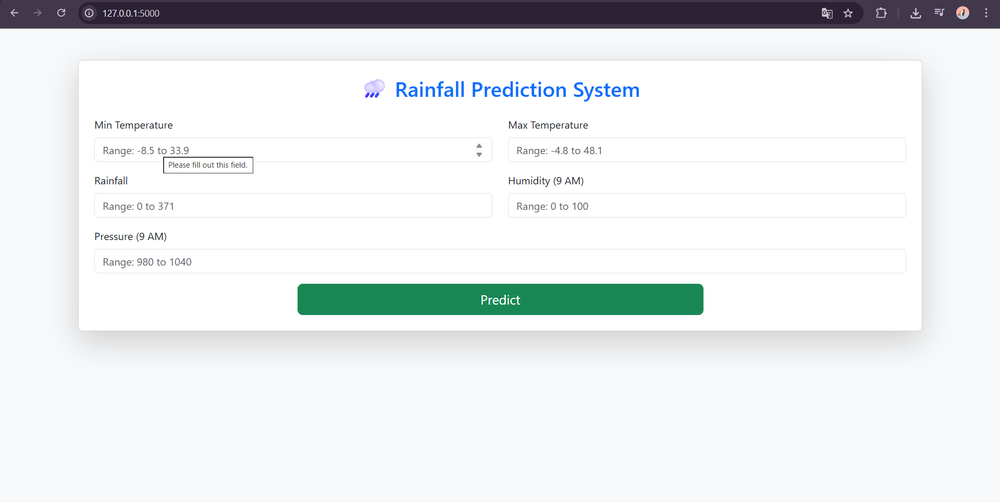 127.0.0.1:5000
Rainfall Prediction System
Min Temperature
Max Temperature
Range: -8.5 to 33.9
Range: -4.8 to 48.1
Please fill out this field.
Rainfall
Humidity (9 AM)
Range: 0 to 371
Range: 0 to 100
Pressure (9 AM)
Range: 980 to 1040
Predict